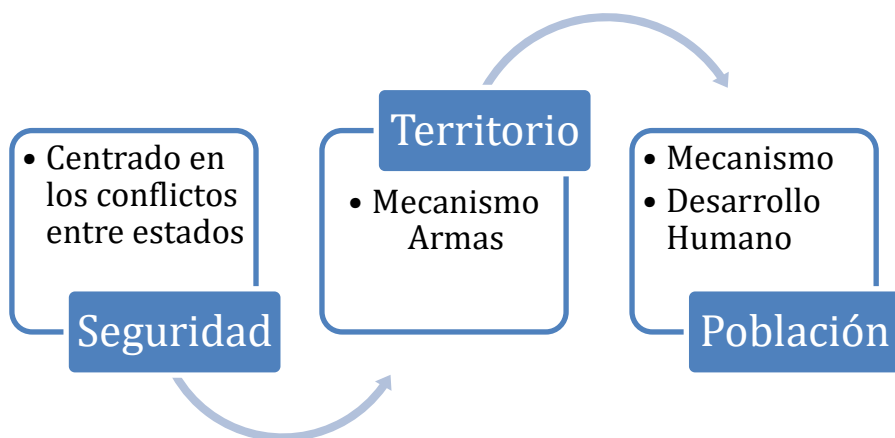 • Centrado en
los conflictos
entre estados
Seguridad
Territorio
• Mecanismo
Armas
• Mecanismo
• Desarrollo
Humano
Población